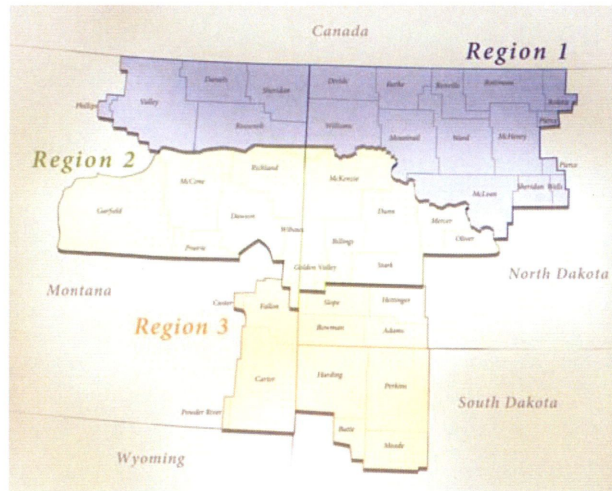 Canada
Region 1
Daniels
Sheridan
Divide
Burke
Renville
Bottineau
Phillips
Valley
Rolette
Roosevelt
Williams
Mountrail
Ward
McHenry
Pierce
Region 2
Richland
McCone
McKenzie
Pierce
McLean
Sheridan
Wells
Garfield
Dawson
Dunn
Mercer
Wibaux
Billings
Oliver
Prairie
Golden Valley
Stark
North Dakota
Montana
Custer
Fallon
Slope
Hettinger
Region 3
Bowman
Adams
Carter
Harding
Perkins
South Dakota
Powder River
Butte
Meade
Wyoming